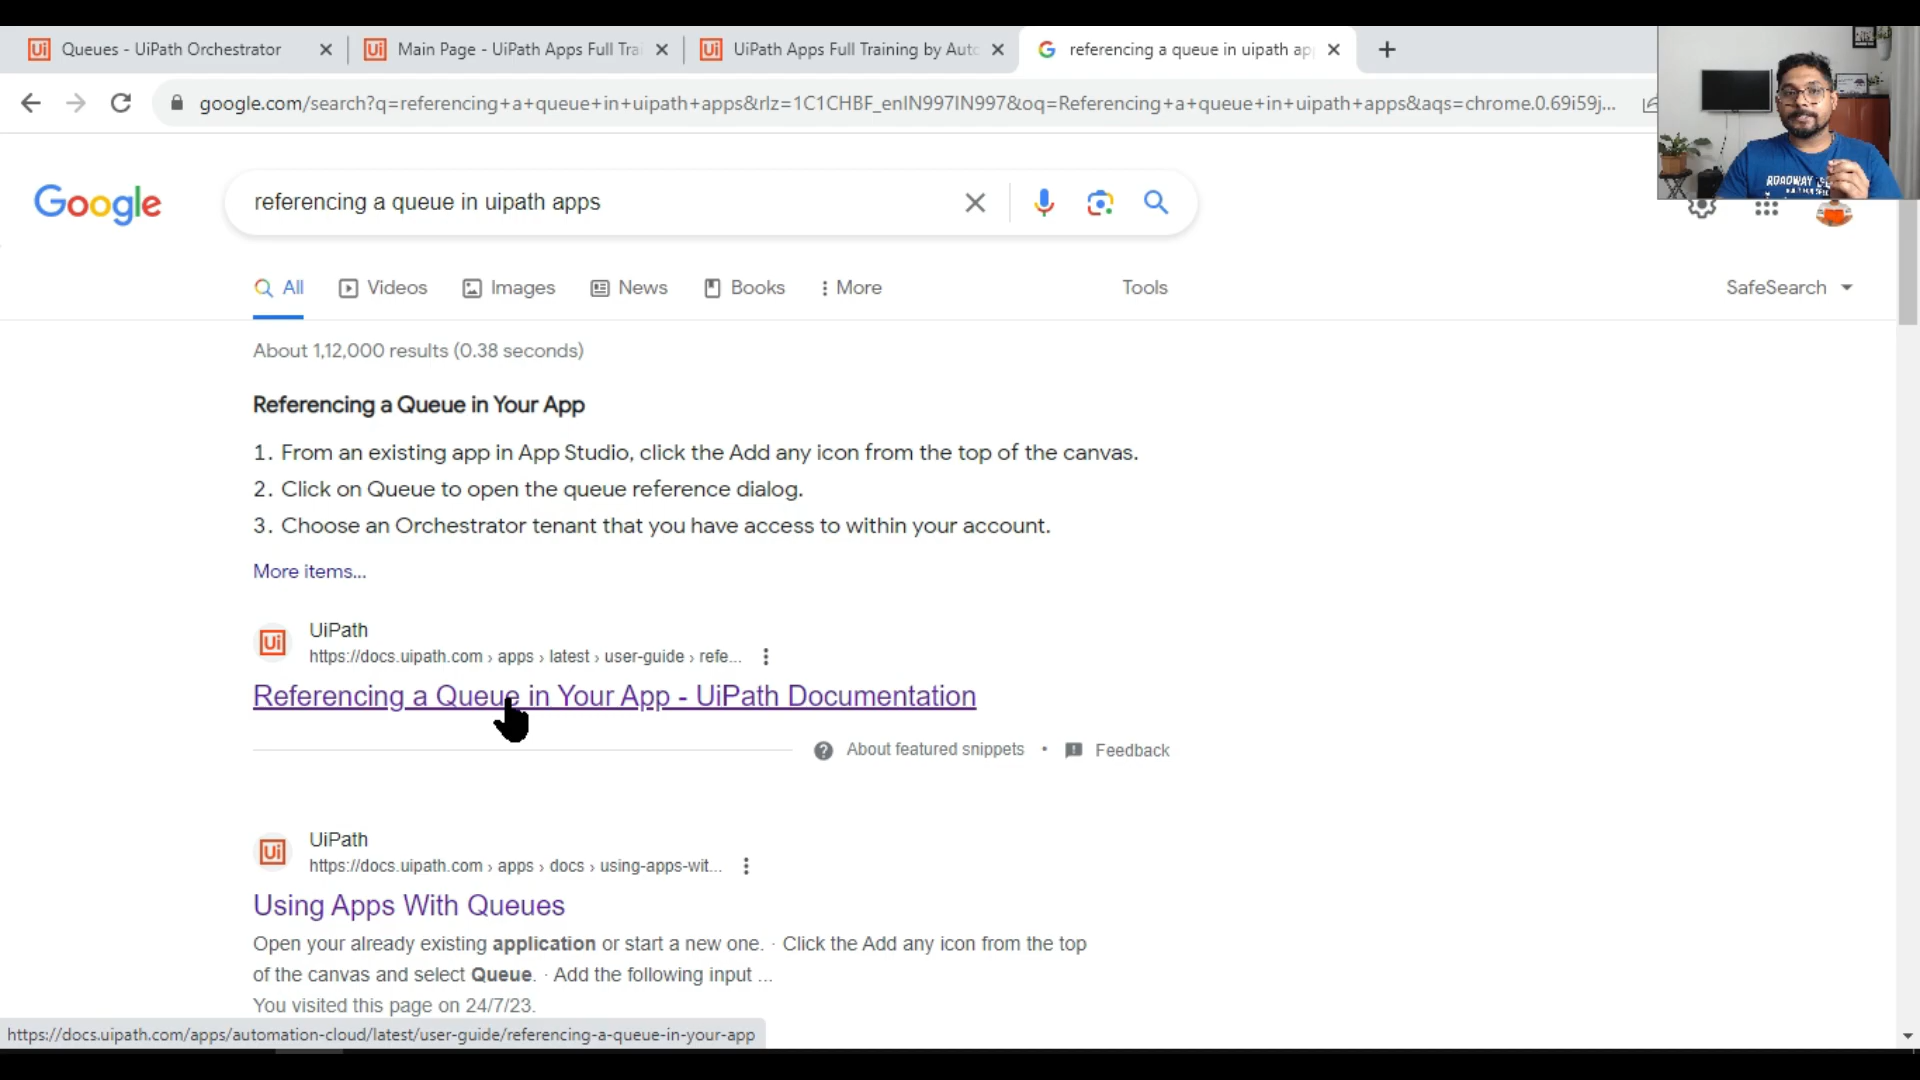 Queues - UiPath Orchestrator
Main Page - UiPath Apps Full Trai
UiPath Apps Full Training by Auto
referencing a queue in uipath app
google.com/search?q=referencing+a+queue+in+uipath+apps&rlz=1C1CHBF_enIN997IN997&oq=Referencing+a+queue+in+uipath+apps&aqs=chrome.0.69i59j...
Google
referencing a queue in uipath apps
All
Videos
Images
News
Books
More
Tools
SafeSearch
About 1,12,000 results (0.38 seconds)
Referencing a Queue in Your App
1. From an existing app in App Studio, click the Add any icon from the top of the canvas.
2. Click on Queue to open the queue reference dialog.
3. Choose an Orchestrator tenant that you have access to within your account.
More items...
UiPath
https://docs.uipath.com › apps › latest › user-guide › refe...
Referencing a Queue in Your App - UiPath Documentation
About featured snippets
•
Feedback
UiPath
https://docs.uipath.com › apps › docs › using-apps-wit...
Using Apps With Queues
Open your already existing application or start a new one. · Click the Add any icon from the top
of the canvas and select Queue. · Add the following input ...
You visited this page on 24/7/23.
https://docs.uipath.com/apps/automation-cloud/latest/user-guide/referencing-a-queue-in-your-app